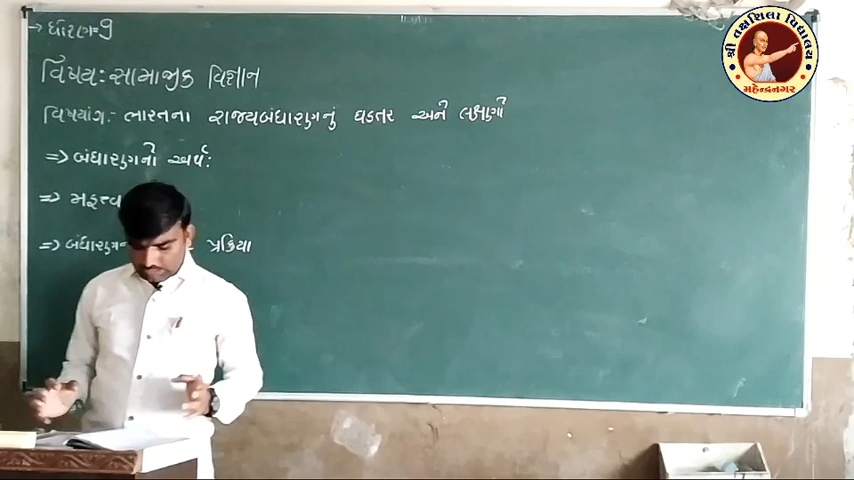 → ધોરણ=9
વિષય: સામાજીક વિજ્ઞાન
વિષયાંગ:- ભારતના રાજ્યબંધારણનું ઘડતર અને લક્ષણો
=> બંધારણનો અર્થ:
=> મહત્ત્વ
=> પ્રક્રિયા
શ્રી તક્ષશિલા વિદ્યાલય
મહેન્દ્રનગર